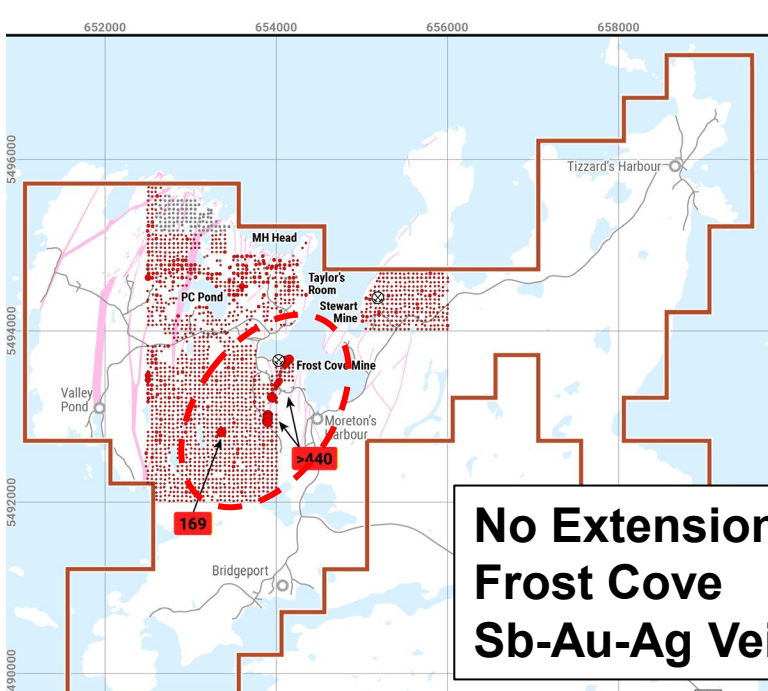 652000
654000
656000
658000
5496000
Tizzard's Harbour
MH Head
Taylor's
Room
PC Pond
Stewart
Mine
5494000
Frost Cove Mine
Valley
Pond
Moreton's
Harbour
>440
5492000
169
No Extension
Frost Cove
Sb-Au-Ag Vei
Bridgeport